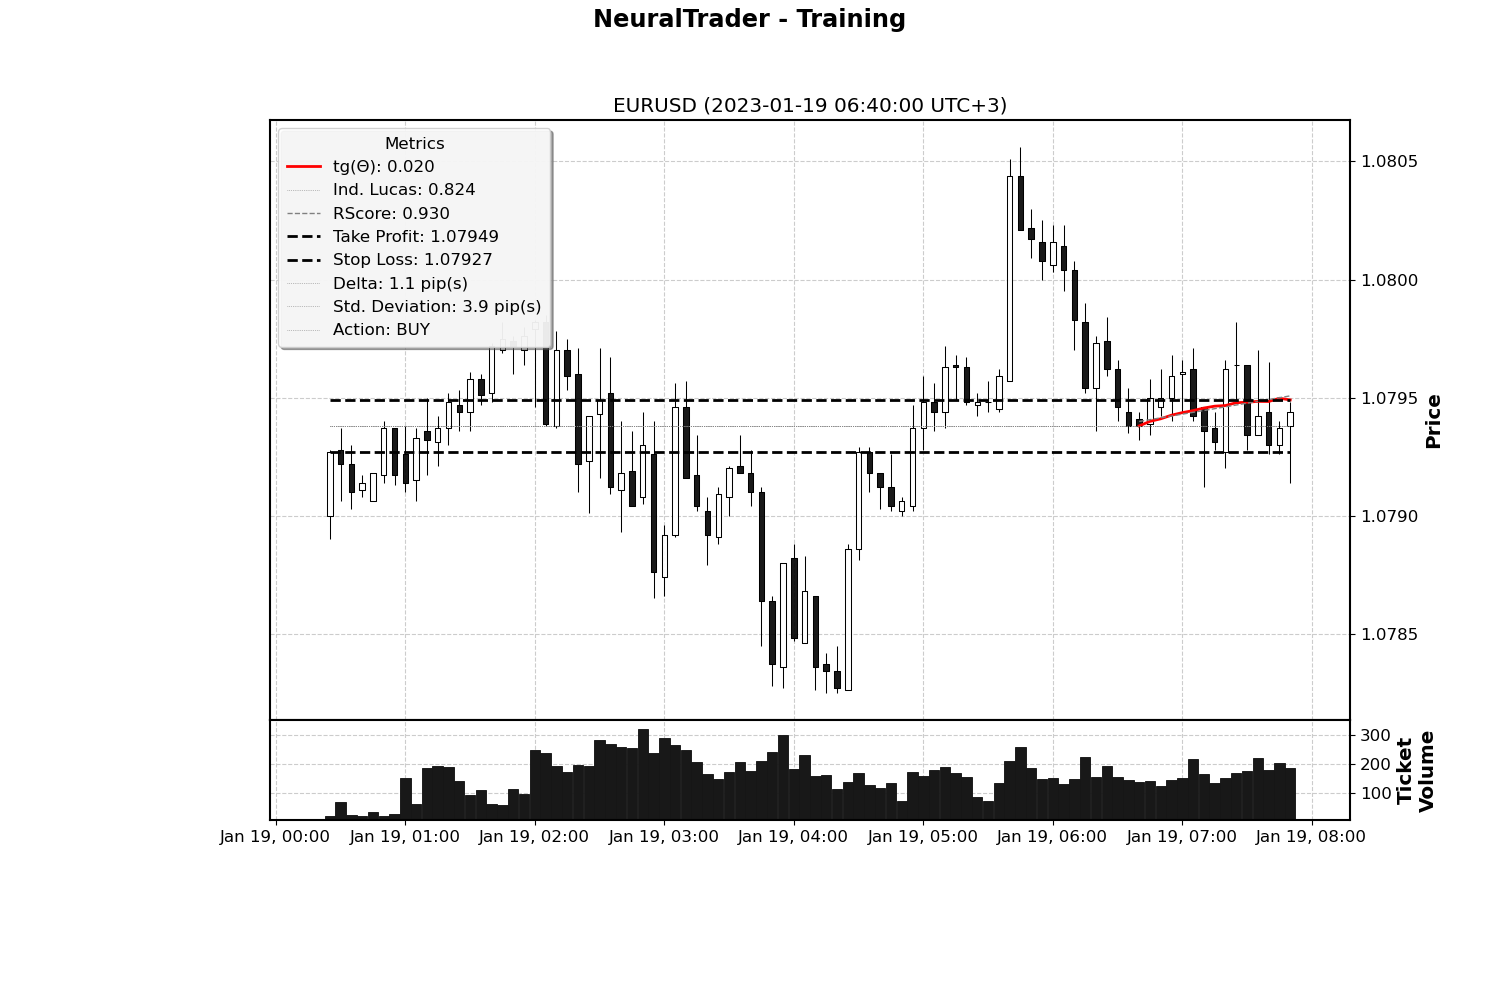 NeuralTrader - Training
EURUSD (2023-01-19 06:40:00 UTC+3)
Metrics
tg(Θ): 0.020
Ind. Lucas: 0.824
RScore: 0.930
Take Profit: 1.07949
Stop Loss: 1.07927
Delta: 1.1 pip(s)
Std. Deviation: 3.9 pip(s)
Action: BUY
1.0805
1.0800
1.0795
1.0790
1.0785
Price
300
200
100
Ticket
Volume
Jan 19, 00:00
Jan 19, 01:00
Jan 19, 02:00
Jan 19, 03:00
Jan 19, 04:00
Jan 19, 05:00
Jan 19, 06:00
Jan 19, 07:00
Jan 19, 08:00